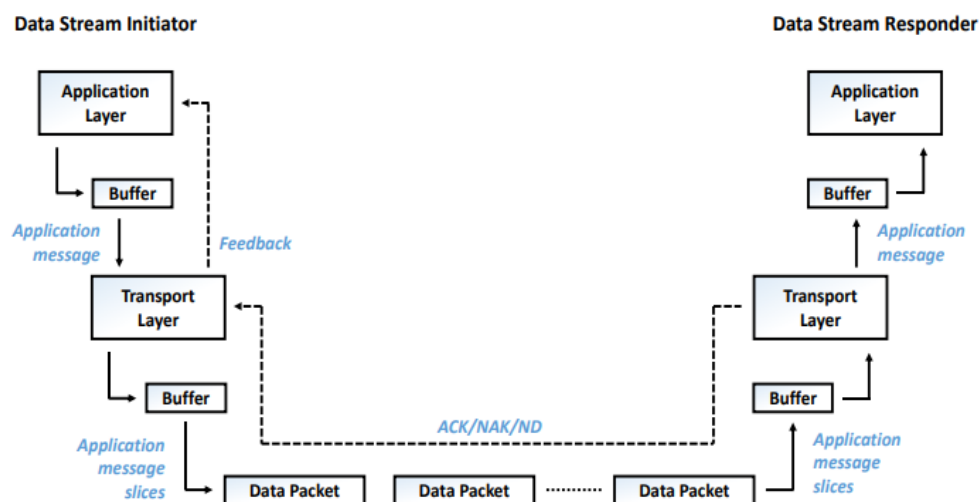 Data Stream Initiator
Data Stream Responder
Application
Layer
Application
Layer
Buffer
Buffer
Application
message
Feedback
Application
message
Transport
Layer
Transport
Layer
Buffer
Buffer
ACK/NAK/ND
Application
message
slices
Application
message
slices
Data Packet
Data Packet
Data Packet